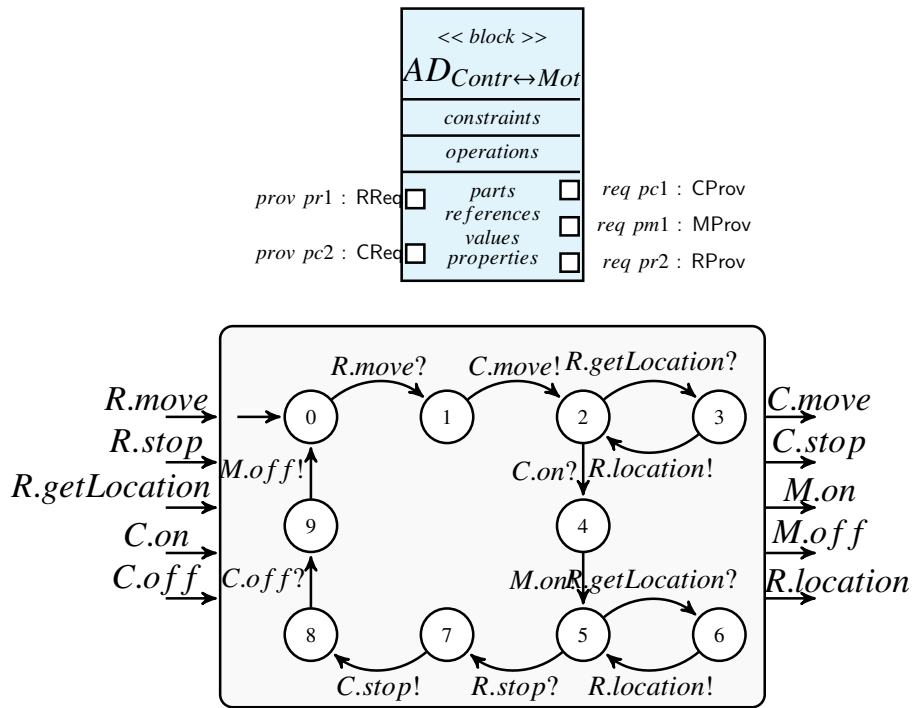 << block >>
AD Contr↔Mot
constraints
operations
prov pr1 : RReq
parts
req pc1 : CProv
references
req pm1 : MProv
values
prov pc2 : CReq
properties
req pr2 : RProv
R.move?
C.move!
R.getLocation?
R.move
0
1
2
3
C.move
R.stop
M.off!
C.on?
R.location!
C.stop
R.getLocation
M.on
9
4
C.on
M.off
C.off
C.off?
M.on
R.getLocation?
R.location
8
7
5
6
C.stop!
R.stop?
R.location!